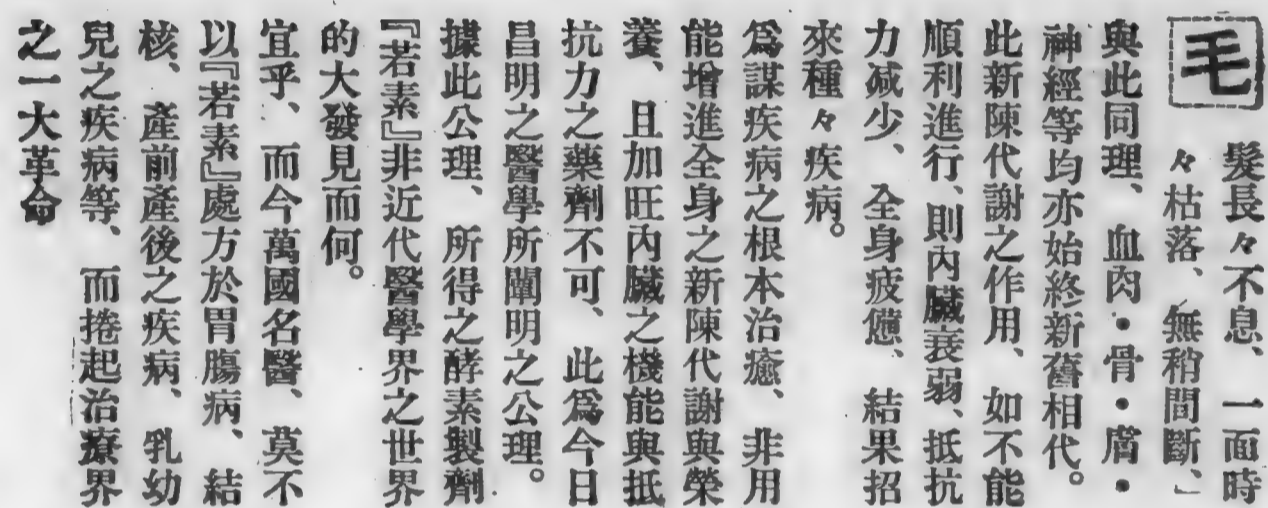 毛髮長々不息、一面時
々枯落、無稍間斷、」
與此同理、血肉・骨・膚・
神經等均亦始終新舊相代。
此新陳代謝之作用、如不能
順利進行、則內臟衰弱、抵抗
力減少、全身疲憊、結果招
來種々疾病。
爲謀疾病之根本治癒、非用
能增進全身之新陳代謝與榮
養、且加旺內臟之機能與抵
抗力之藥劑不可、此爲今日
昌明之醫學所闡明之公理。
據此公理、所得之酵素製劑
『若素』非近代醫學界之世界
的大發見而何。
宜乎、而今萬國名醫、莫不
以『若素』處方於胃腸病、結
核、產前產後之疾病、乳幼
兒之疾病等、而捲起治療界
之一大革命